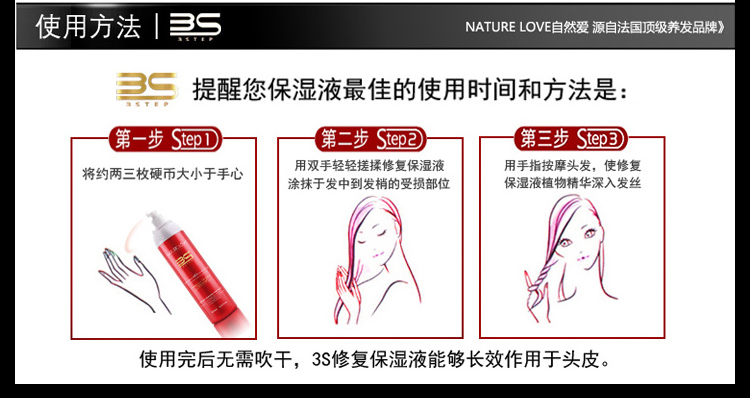 使用方法 | 3S
3STEP
NATURE LOVE自然爱 源自法国顶级养发品牌》
3S
3STEP
提醒您保湿液最佳的使用时间和方法是：
第一步 Step1
将约两三枚硬币大小于手心
3S
第二步 Step2
用双手轻轻搓揉修复保湿液
涂抹于发中到发梢的受损部位
第三步 Step3
用手指按摩头发，使修复
保湿液植物精华深入发丝
使用完后无需吹干，3S修复保湿液能够长效作用于头皮。